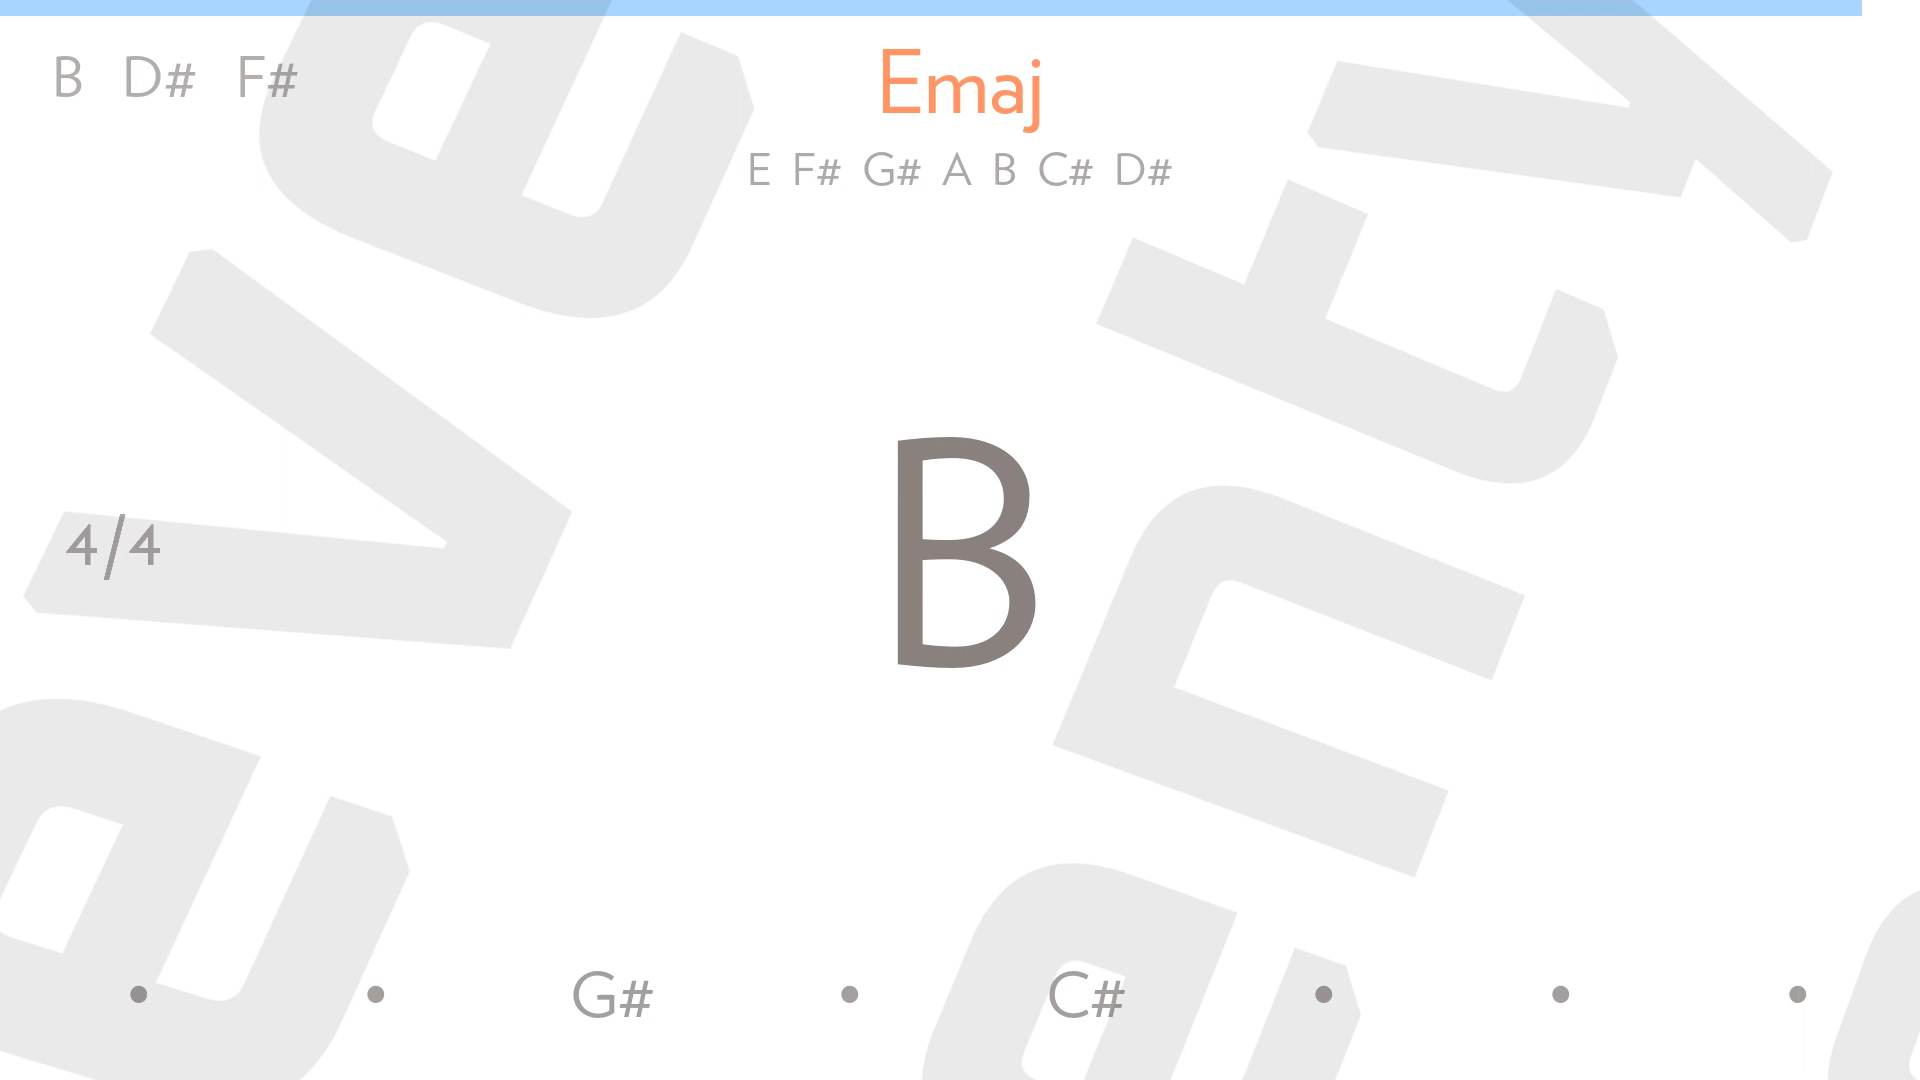 B D# F#
Emaj
E F# G# A B C# D#
B
4/4
• • G# • C# • • •